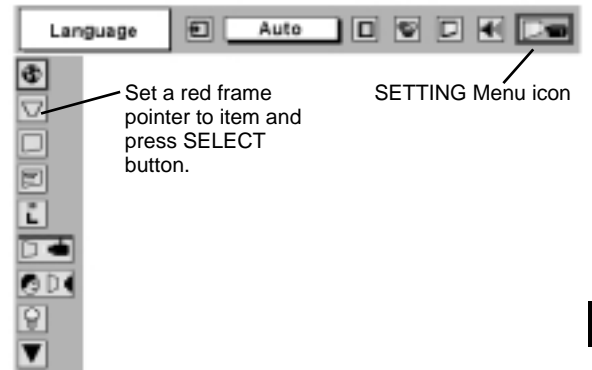 Language
Auto
Set a red frame
pointer to item and
press SELECT
button.
SETTING Menu icon